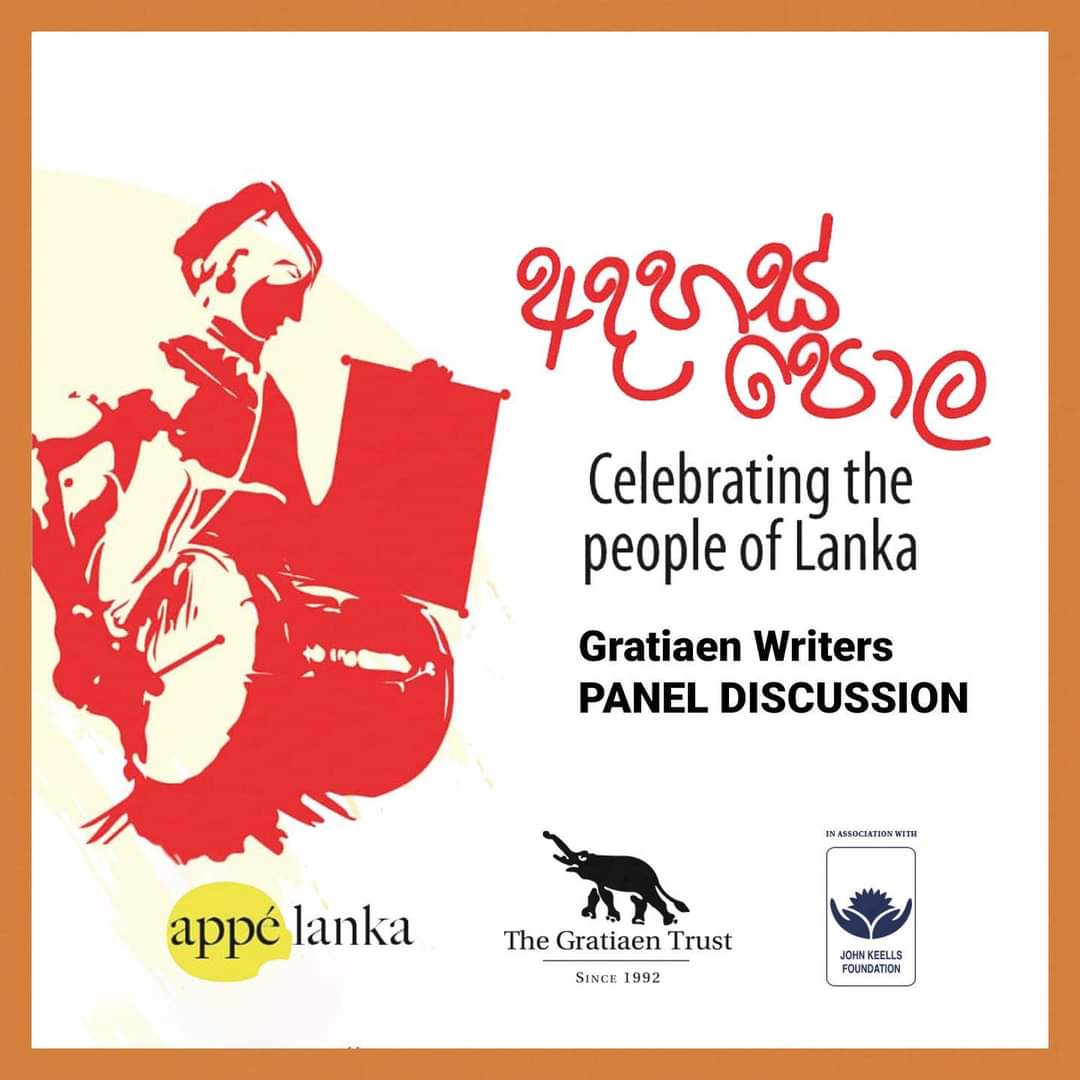 අදහස්
පොල
Celebrating the
people of Lanka
Gratiaen Writers
PANEL DISCUSSION
appé lanka
The Gratiaen Trust
SINCE 1992
IN ASSOCIATION WITH
JOHN KEELLS
FOUNDATION